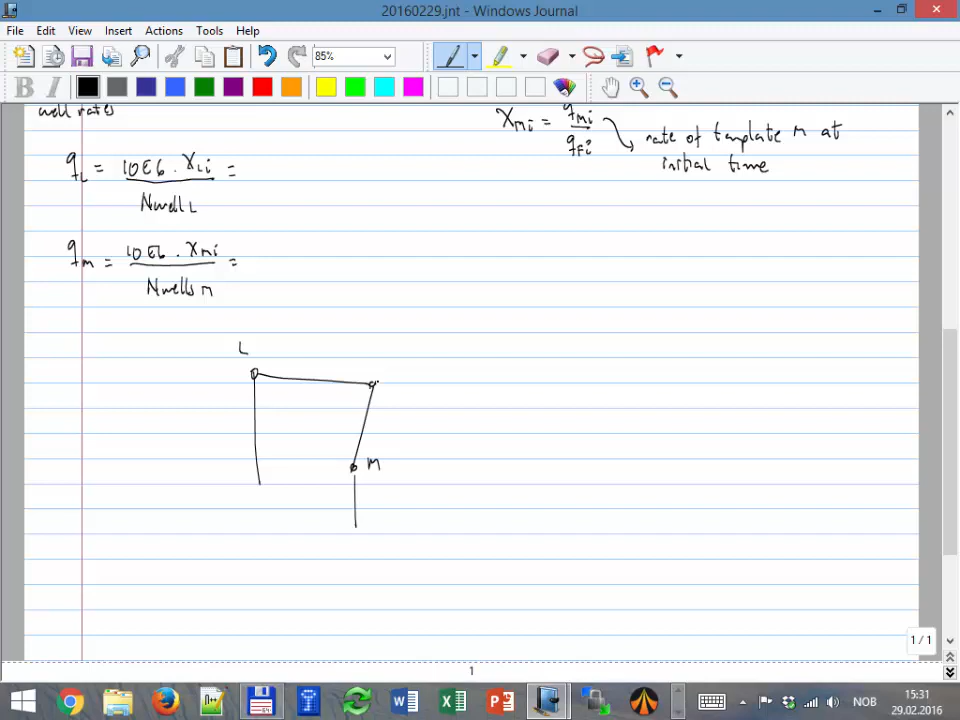 20160229.jnt - Windows Journal
File Edit View Insert Actions Tools Help
85%
B I
well rates
q_L = 10E6 . X_Li =
Nwell L
q_m = 10E6 . X_mi =
Nwells M
X_Mi = q_Mi
q_Fi
rate of template M at
initial time
L
M
1 / 1
1
NOB
15:31
29.02.2016